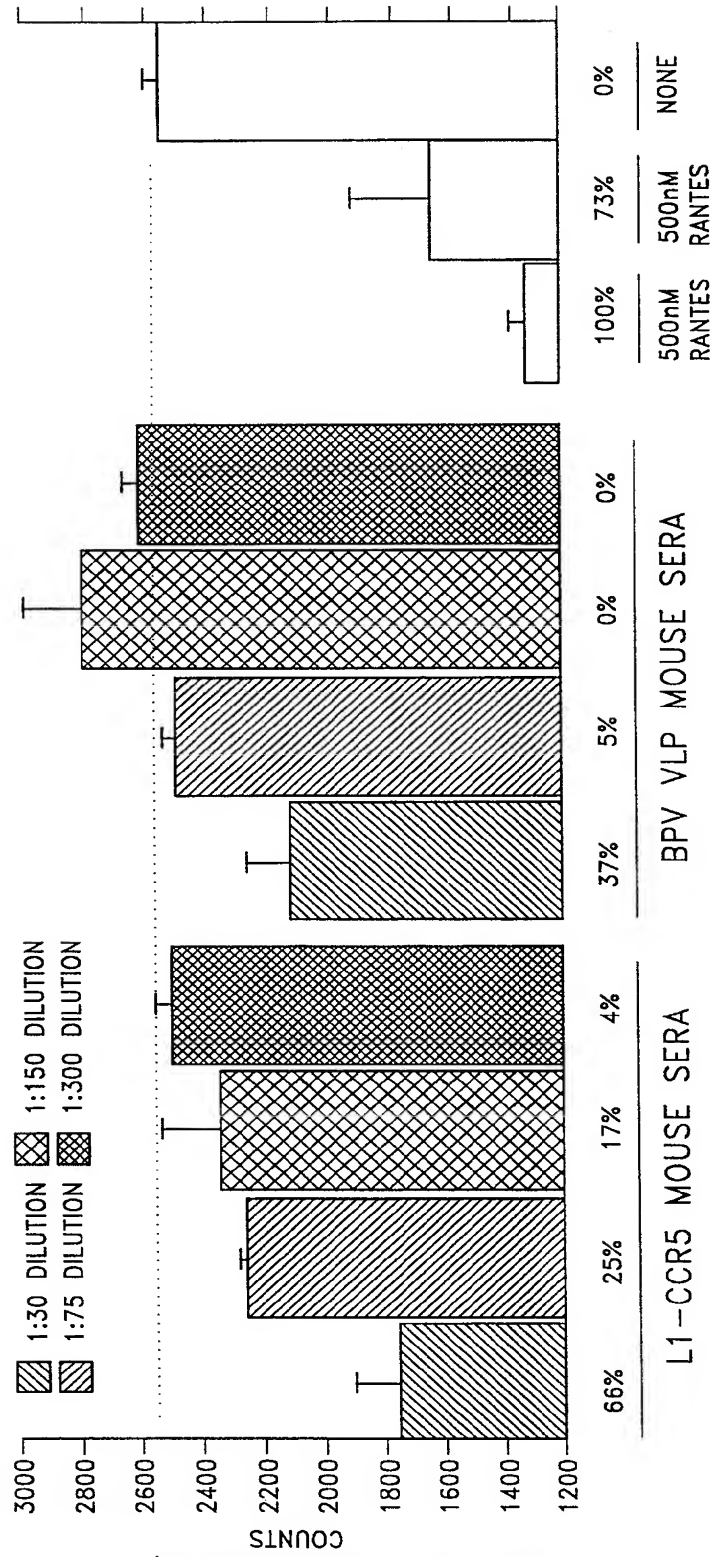 1:30 DILUTION
1:75 DILUTION
1:150 DILUTION
1:300 DILUTION
COUNTS
3000
2800
2600
2400
2200
2000
1800
1600
1400
1200
66%
25%
17%
4%
37%
5%
0%
0%
100%
73%
0%
L1-CCR5 MOUSE SERA
BPV VLP MOUSE SERA
500nM
RANTES
500nM
RANTES
NONE